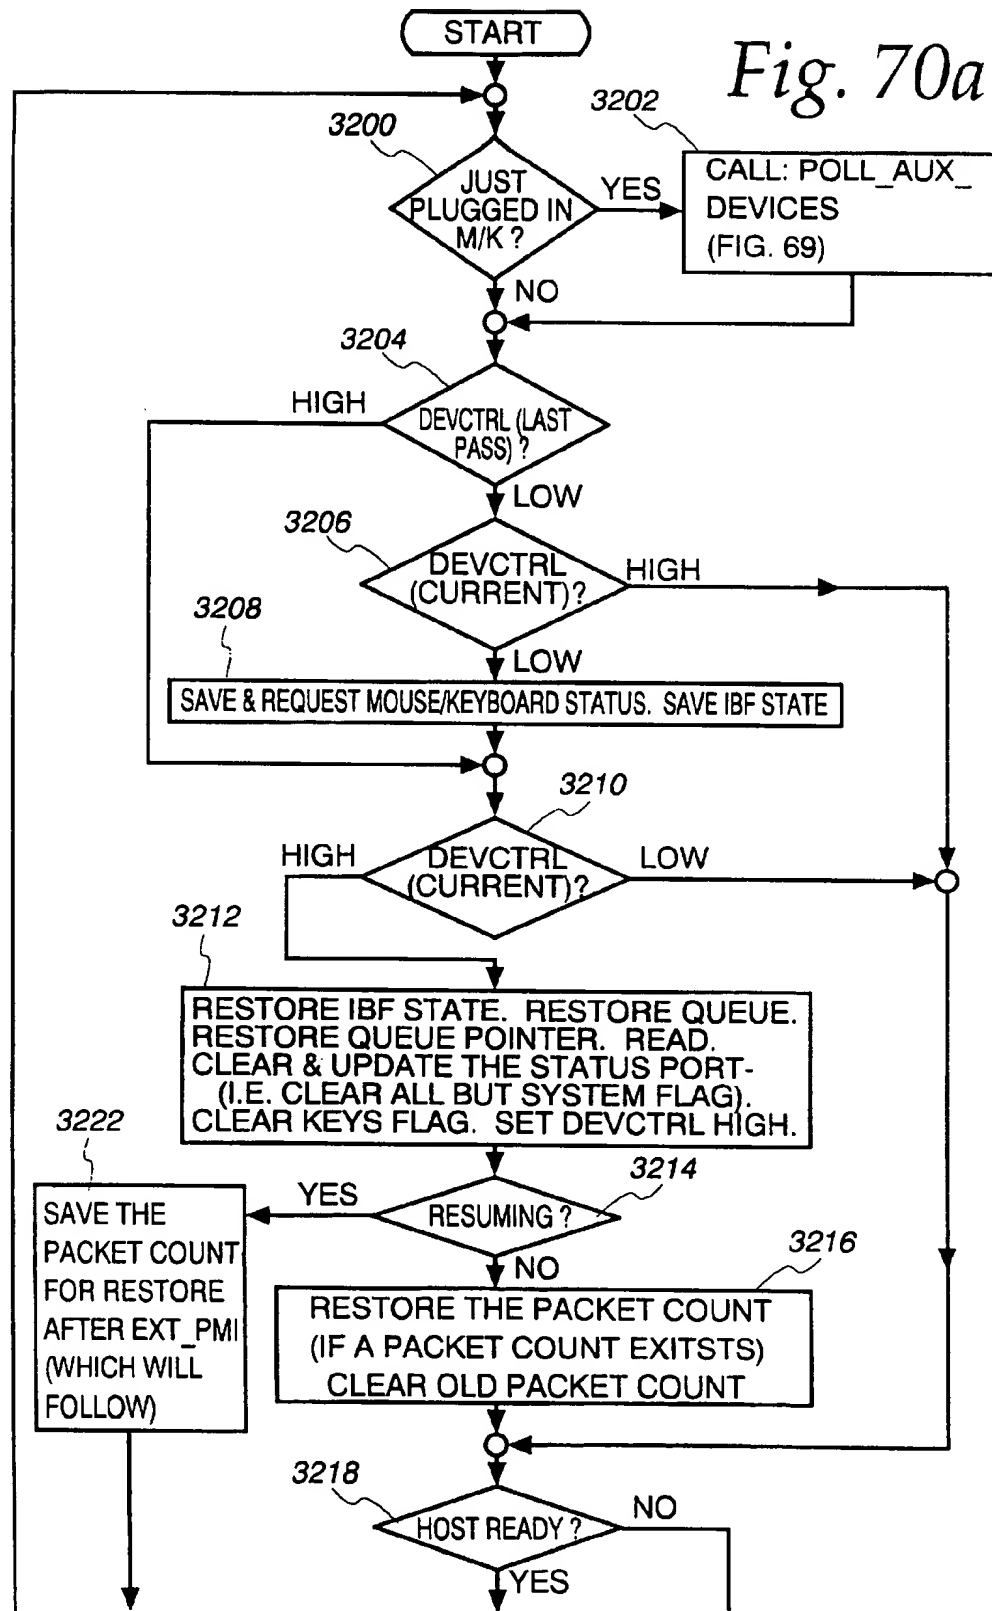 START
Fig. 70a
3200
3202
JUST
PLUGGED IN
M/K ?
YES
CALL: POLL_AUX_
DEVICES
(FIG. 69)
NO
3204
HIGH
DEVCTRL (LAST
PASS) ?
LOW
3206
DEVCTRL
(CURRENT)?
HIGH
3208
LOW
SAVE & REQUEST MOUSE/KEYBOARD STATUS. SAVE IBF STATE
3210
HIGH
DEVCTRL
(CURRENT)?
LOW
3212
RESTORE IBF STATE. RESTORE QUEUE.
RESTORE QUEUE POINTER. READ.
CLEAR & UPDATE THE STATUS PORT-
(I.E. CLEAR ALL BUT SYSTEM FLAG).
CLEAR KEYS FLAG. SET DEVCTRL HIGH.
3222
3214
YES
RESUMING ?
SAVE THE
PACKET COUNT
FOR RESTORE
AFTER EXT_PMI
(WHICH WILL
FOLLOW)
NO
3216
RESTORE THE PACKET COUNT
(IF A PACKET COUNT EXITSTS)
CLEAR OLD PACKET COUNT
3218
HOST READY ?
NO
YES